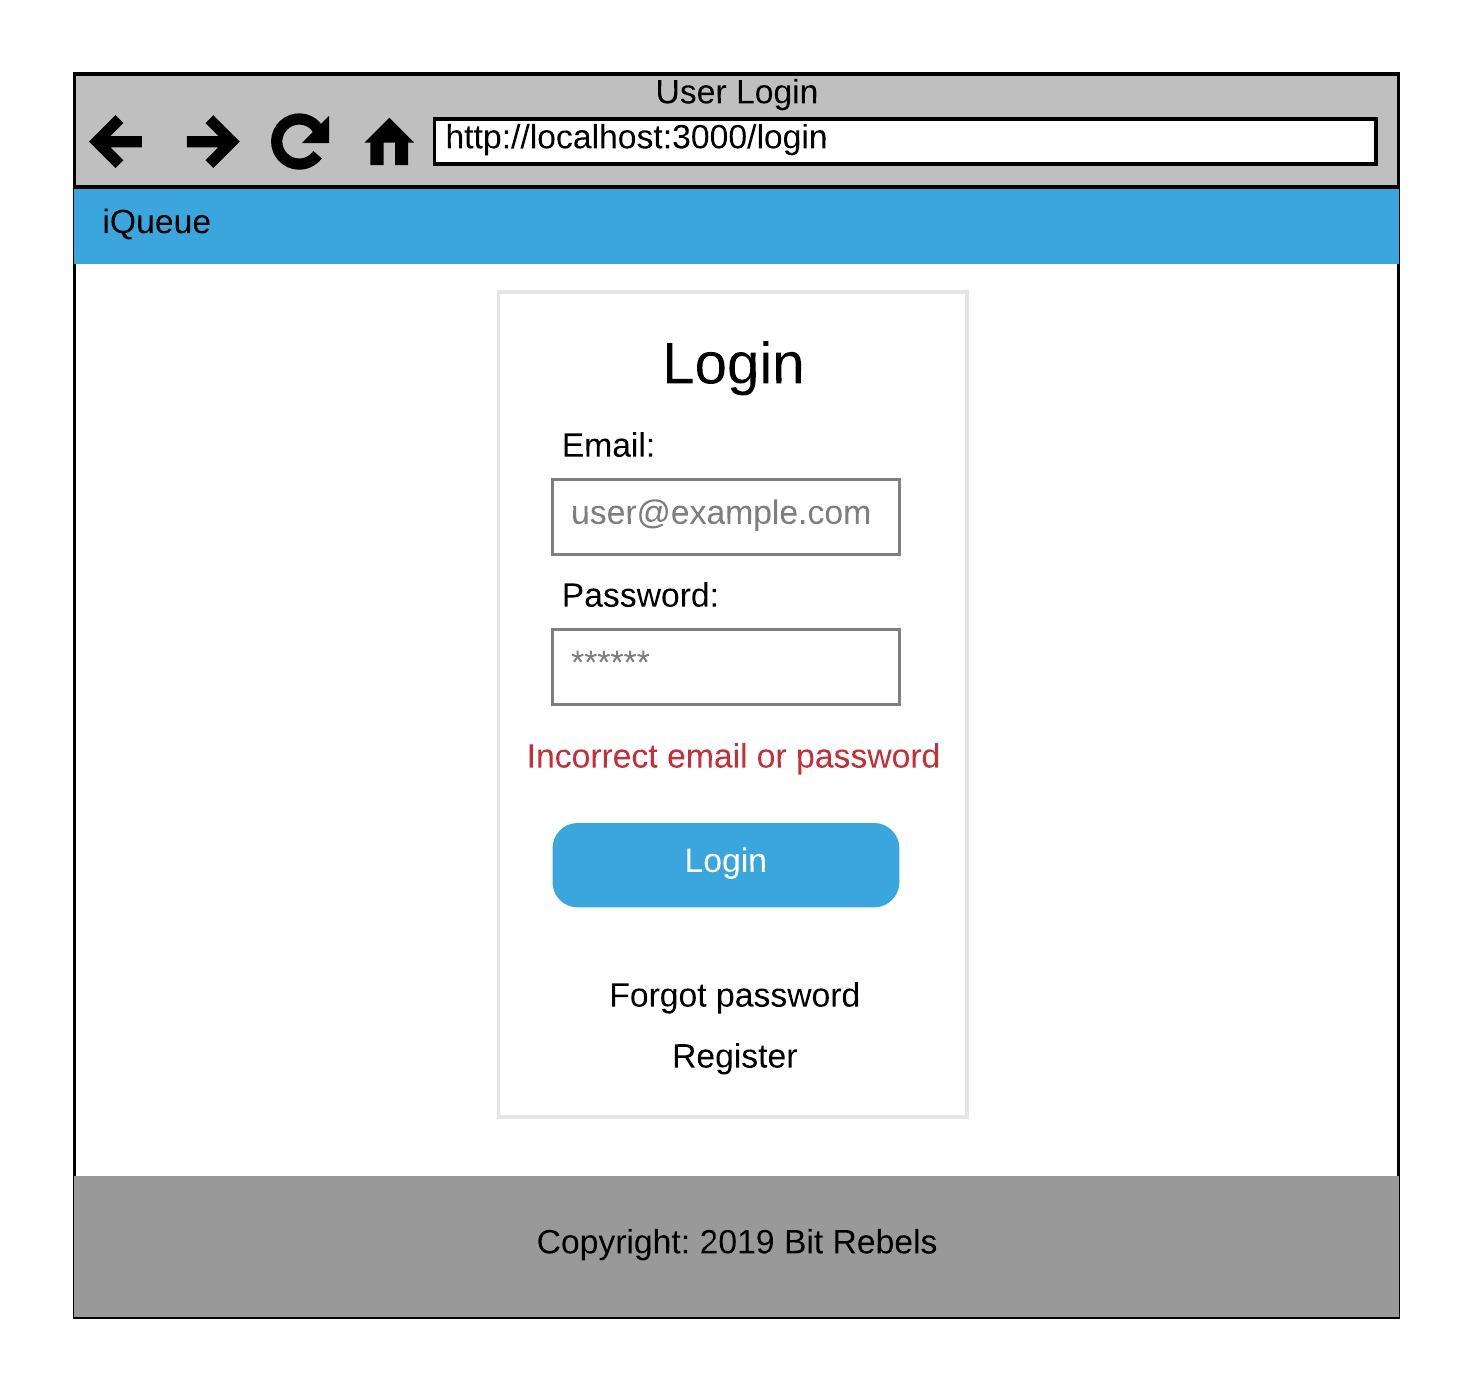 User Login
http://localhost:3000/login
iQueue
Login
Email:
user@example.com
Password:
******
Incorrect email or password
Login
Forgot password
Register
Copyright: 2019 Bit Rebels